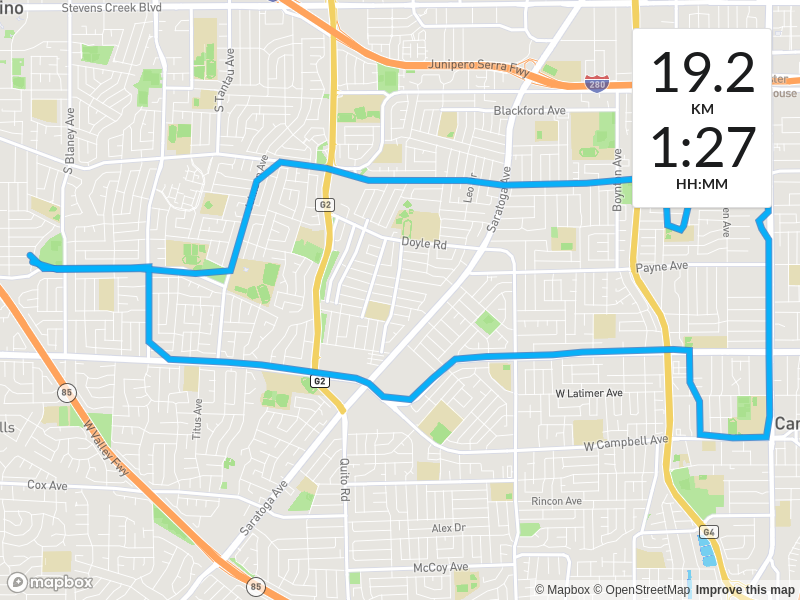 ino
Stevens Creek Blvd
S Tantau Ave
Junipero Serra Fwy
280
S Blaney Ave
Blackford Ave
19.2
KM
1:27
HH:MM
Saratoga Ave
Boynton Ave
G2
Doyle Rd
Payne Ave
G2
85
W Valley Fwy
Titus Ave
W Latimer Ave
lls
W Campbell Ave
Cox Ave
Quito Rd
Saratoga Ave
Rincon Ave
Alex Dr
G4
McCoy Ave
85
mapbox
© Mapbox © OpenStreetMap Improve this map